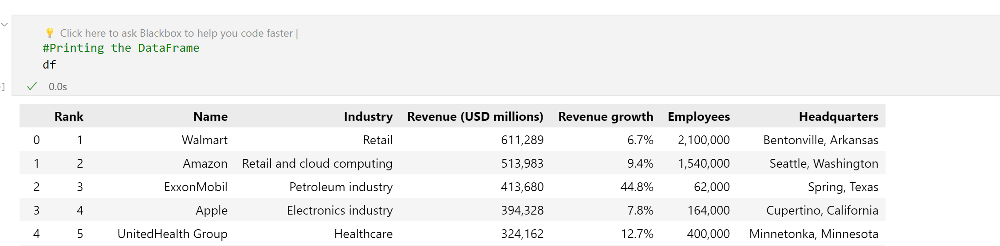 💡 Click here to ask Blackbox to help you code faster |
#Printing the DataFrame
df
] ✓ 0.0s
Rank Name Industry Revenue (USD millions) Revenue growth Employees Headquarters
0 1 Walmart Retail 611,289 6.7% 2,100,000 Bentonville, Arkansas
1 2 Amazon Retail and cloud computing 513,983 9.4% 1,540,000 Seattle, Washington
2 3 ExxonMobil Petroleum industry 413,680 44.8% 62,000 Spring, Texas
3 4 Apple Electronics industry 394,328 7.8% 164,000 Cupertino, California
4 5 UnitedHealth Group Healthcare 324,162 12.7% 400,000 Minnetonka, Minnesota